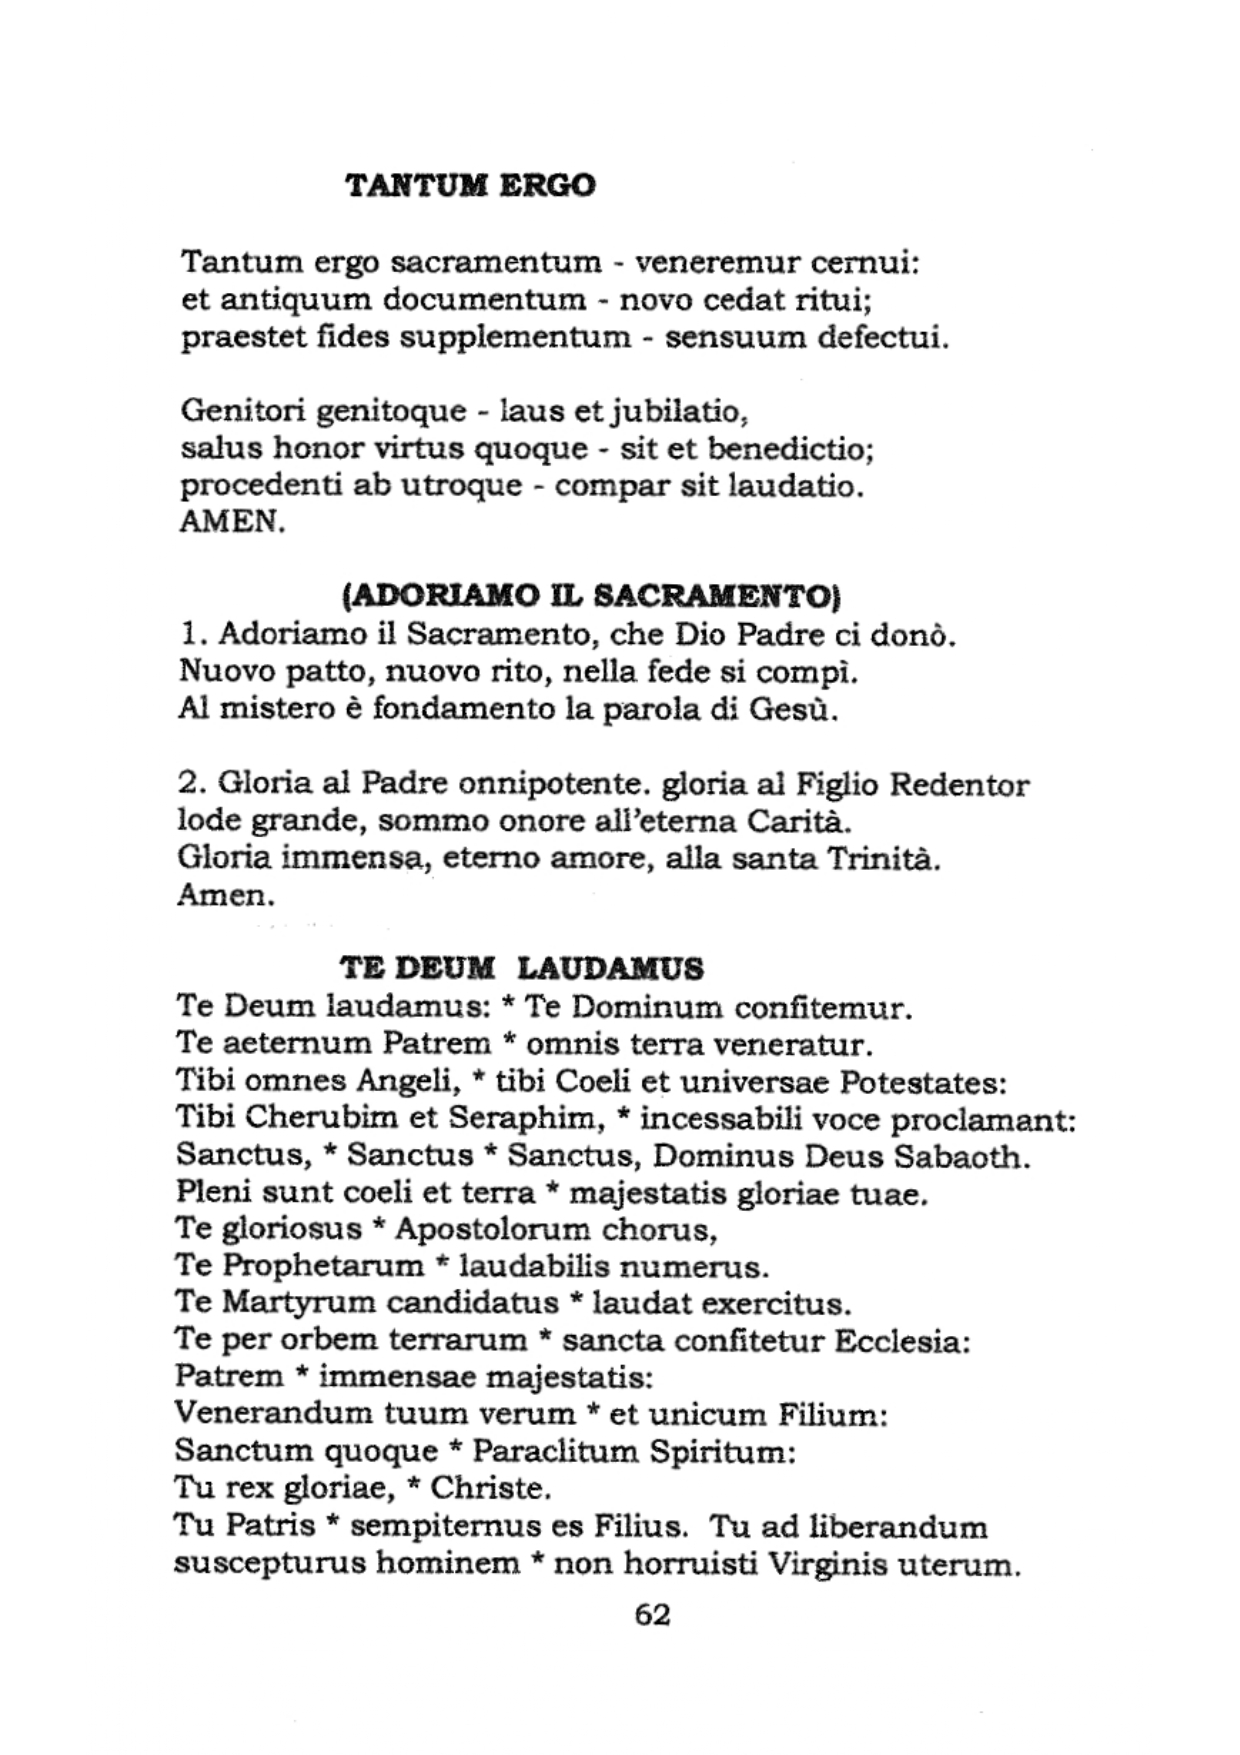 TANTUM ERGO
Tantum ergo sacramentum - veneremur cernui:
et antiquum documentum - novo cedat ritui;
praestet fides supplementum - sensuum defectui.
Genitori genitoque - laus et jubilatio,
salus honor virtus quoque - sit et benedictio;
procedenti ab utroque - compar sit laudatio.
AMEN.
(ADORIAMO IL SACRAMENTO)
1. Adoriamo il Sacramento, che Dio Padre ci donò.
Nuovo patto, nuovo rito, nella fede si compì.
Al mistero è fondamento la parola di Gesù.
2. Gloria al Padre onnipotente. gloria al Figlio Redentor
lode grande, sommo onore all'eterna Carità.
Gloria immensa, eterno amore, alla santa Trinità.
Amen.
TE DEUM LAUDAMUS
Te Deum laudamus: * Te Dominum confitemur.
Te aeternum Patrem * omnis terra veneratur.
Tibi omnes Angeli, * tibi Coeli et universae Potestates:
Tibi Cherubim et Seraphim, * incessabili voce proclamant:
Sanctus, * Sanctus * Sanctus, Dominus Deus Sabaoth.
Pleni sunt coeli et terra * majestatis gloriae tuae.
Te gloriosus * Apostolorum chorus,
Te Prophetarum * laudabilis numerus.
Te Martyrum candidatus * laudat exercitus.
Te per orbem terrarum * sancta confitetur Ecclesia:
Patrem * immensae majestatis:
Venerandum tuum verum * et unicum Filium:
Sanctum quoque * Paraclitum Spiritum:
Tu rex gloriae, * Christe.
Tu Patris * sempiternus es Filius. Tu ad liberandum
suscepturus hominem * non horruisti Virginis uterum.
62